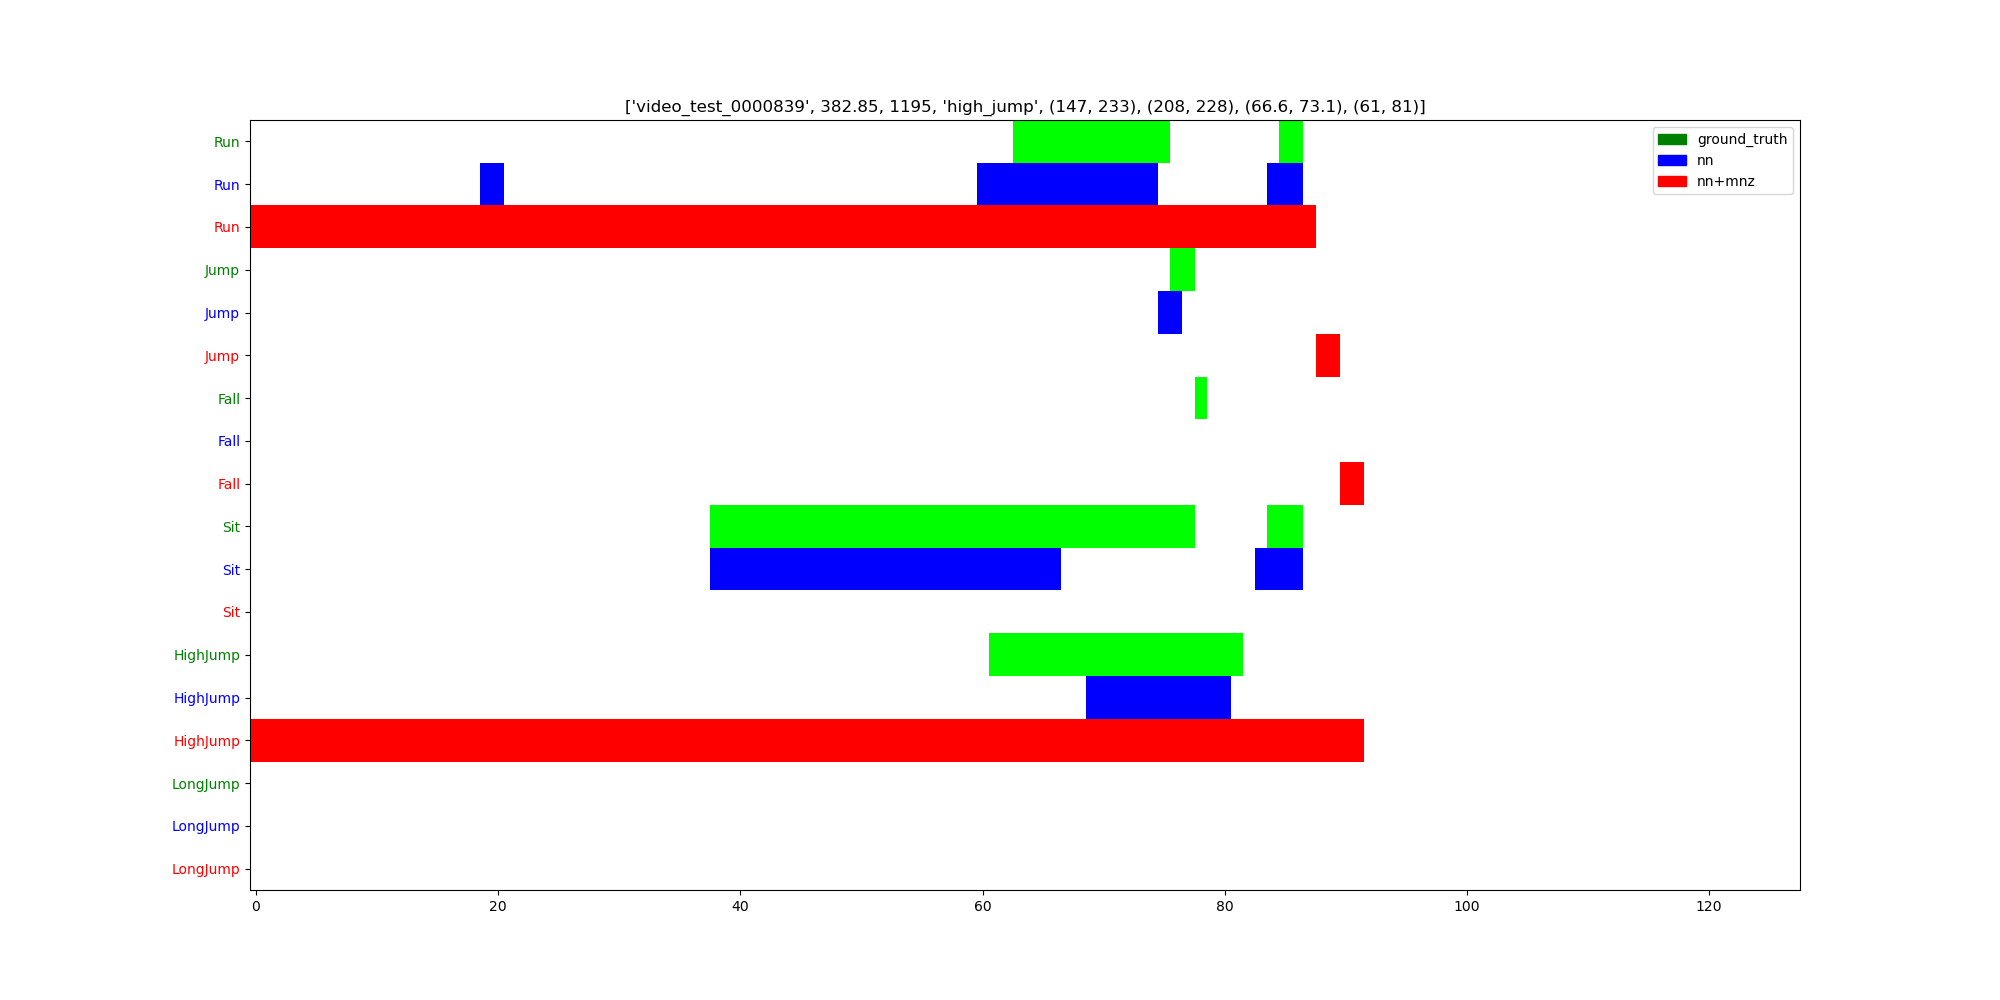 ['video_test_0000839', 382.85, 1195, 'high_jump', (147, 233), (208, 228), (66.6, 73.1), (61, 81)]
Run
Run
Run
Jump
Jump
Jump
Fall
Fall
Fall
Sit
Sit
Sit
HighJump
HighJump
HighJump
LongJump
LongJump
LongJump
ground_truth
nn
nn+mnz
0 20 40 60 80 100 120